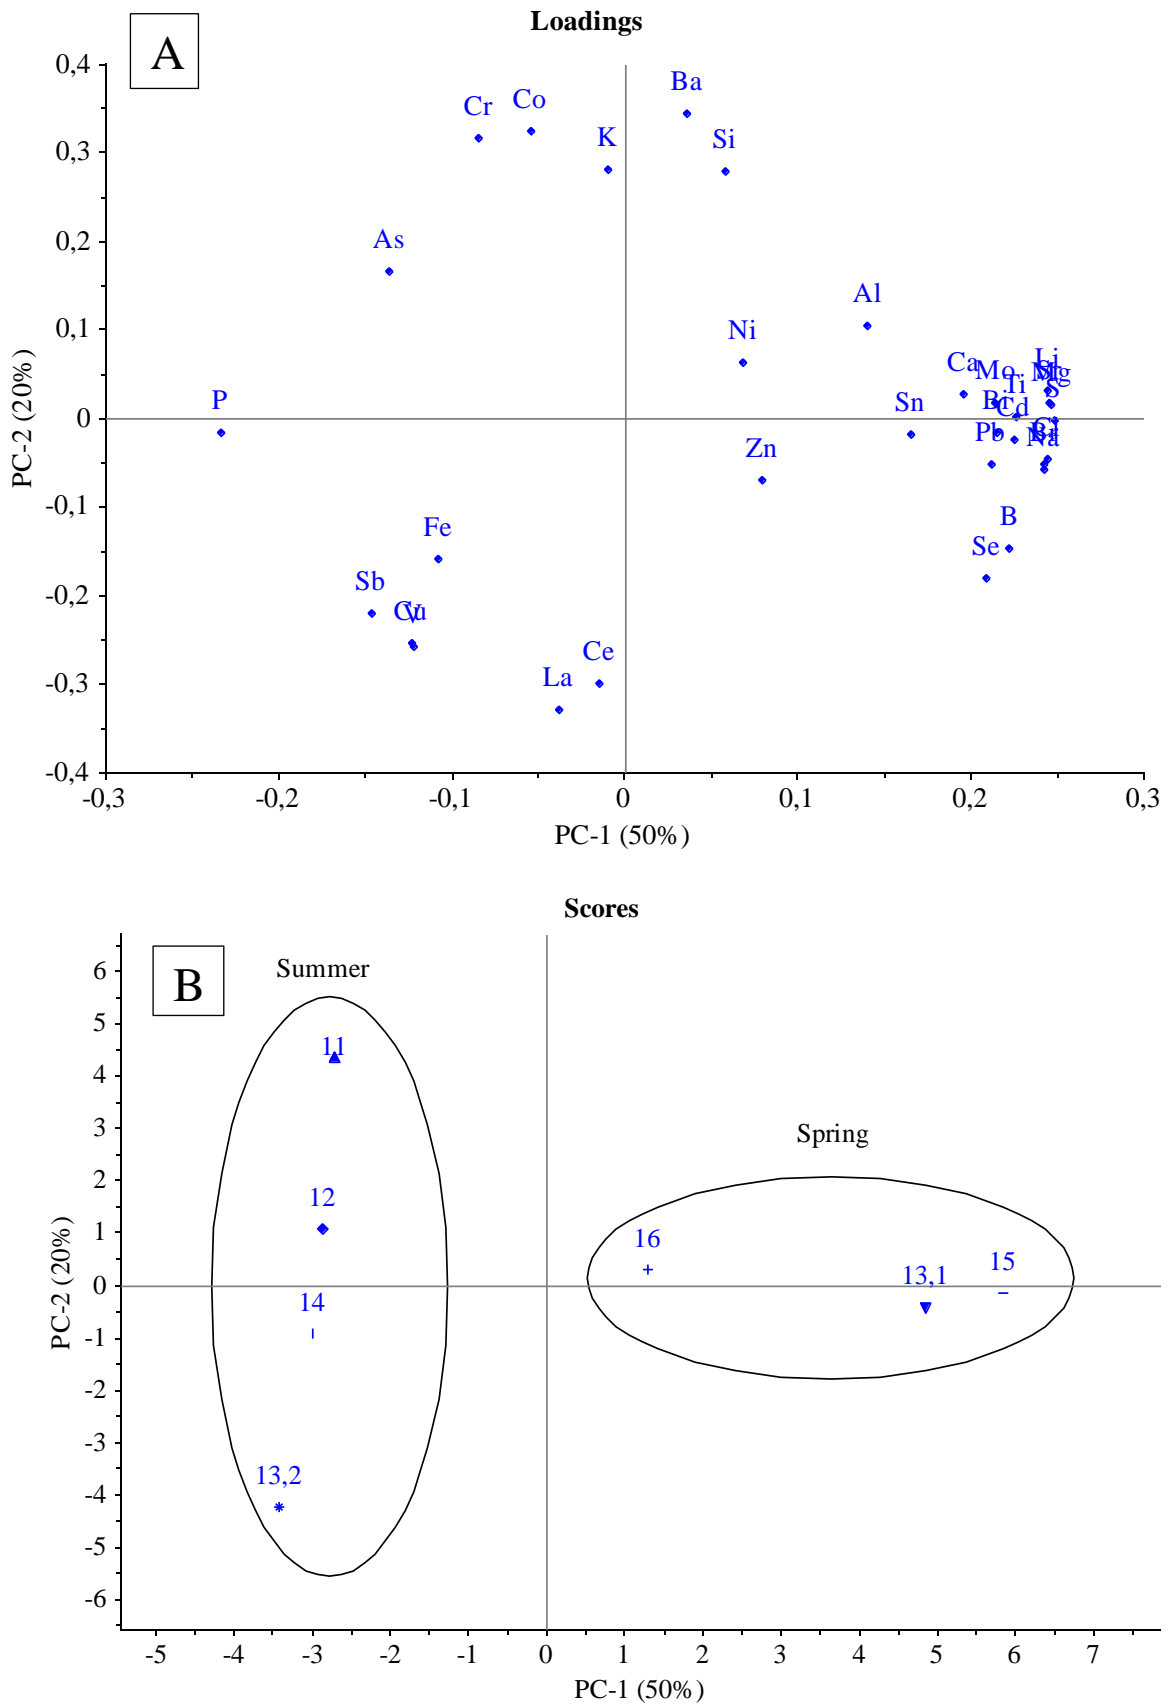 Loadings
A
0,4
0,3
0,2
0,1
0
-0,1
-0,2
-0,3
-0,4
PC-2 (20%)
Ba
Cr Co
K Si
As
Al
Ni
Ca Mo Ti Li Mg
P Sn Bi Cd S
Zn Pb Na
Fe B
Se
Sb
Cu V
Ce
La
-0,3 -0,2 -0,1 0 0,1 0,2 0,3
PC-1 (50%)
Scores
B
6
5
4
3
2
1
0
-1
-2
-3
-4
-5
-6
PC-2 (20%)
Summer
11
Spring
12
16 13,1 15
14
13,2
-5 -4 -3 -2 -1 0 1 2 3 4 5 6 7
PC-1 (50%)